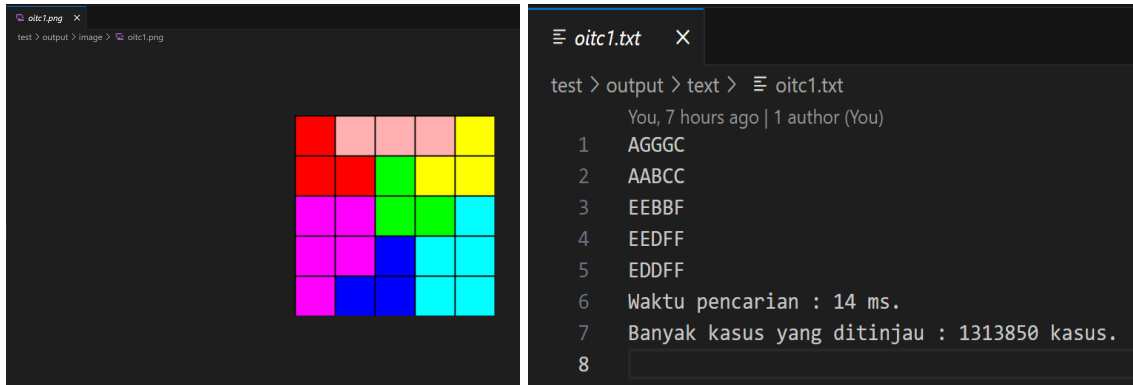 oitc1.png ×
test > output > image > oitc1.png
oitc1.txt ×
test > output > text > oitc1.txt
You, 7 hours ago | 1 author (You)
1 AGGGC
2 AABCC
3 EEBBF
4 EEDFF
5 EDDFF
6 Waktu pencarian : 14 ms.
7 Banyak kasus yang ditinjau : 1313850 kasus.
8